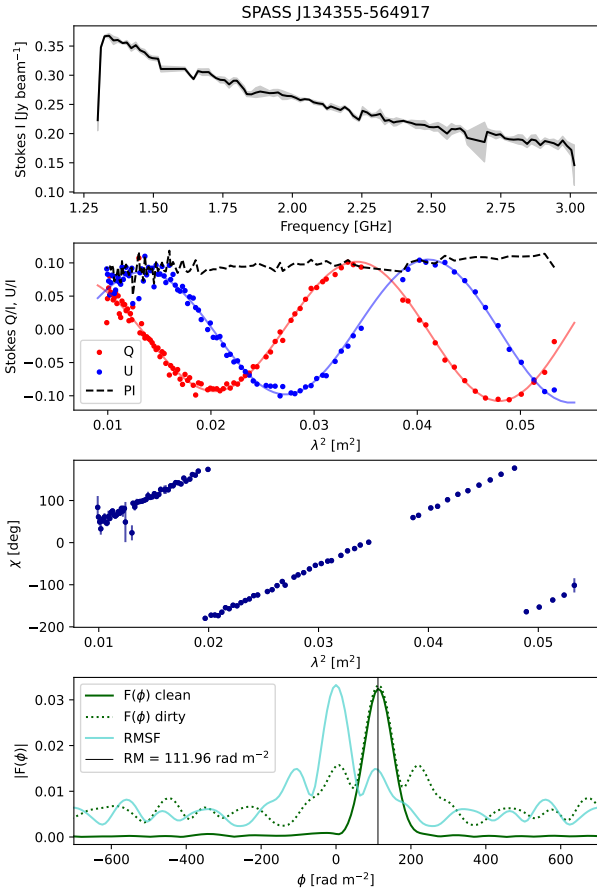 SPASS J134355-564917
Stokes I [Jy beam⁻¹]
0.35
0.30
0.25
0.20
0.15
0.10
1.25 1.50 1.75 2.00 2.25 2.50 2.75 3.00
Frequency [GHz]
Stokes Q/I, U/I
0.10
0.05
0.00
−0.05
−0.10
Q
U
PI
0.01 0.02 0.03 0.04 0.05
λ² [m²]
χ [deg]
100
0
−100
−200
0.01 0.02 0.03 0.04 0.05
λ² [m²]
|F(ϕ)|
0.03
0.02
0.01
0.00
F(ϕ) clean
F(ϕ) dirty
RMSF
RM = 111.96 rad m⁻²
−600 −400 −200 0 200 400 600
ϕ [rad m⁻²]